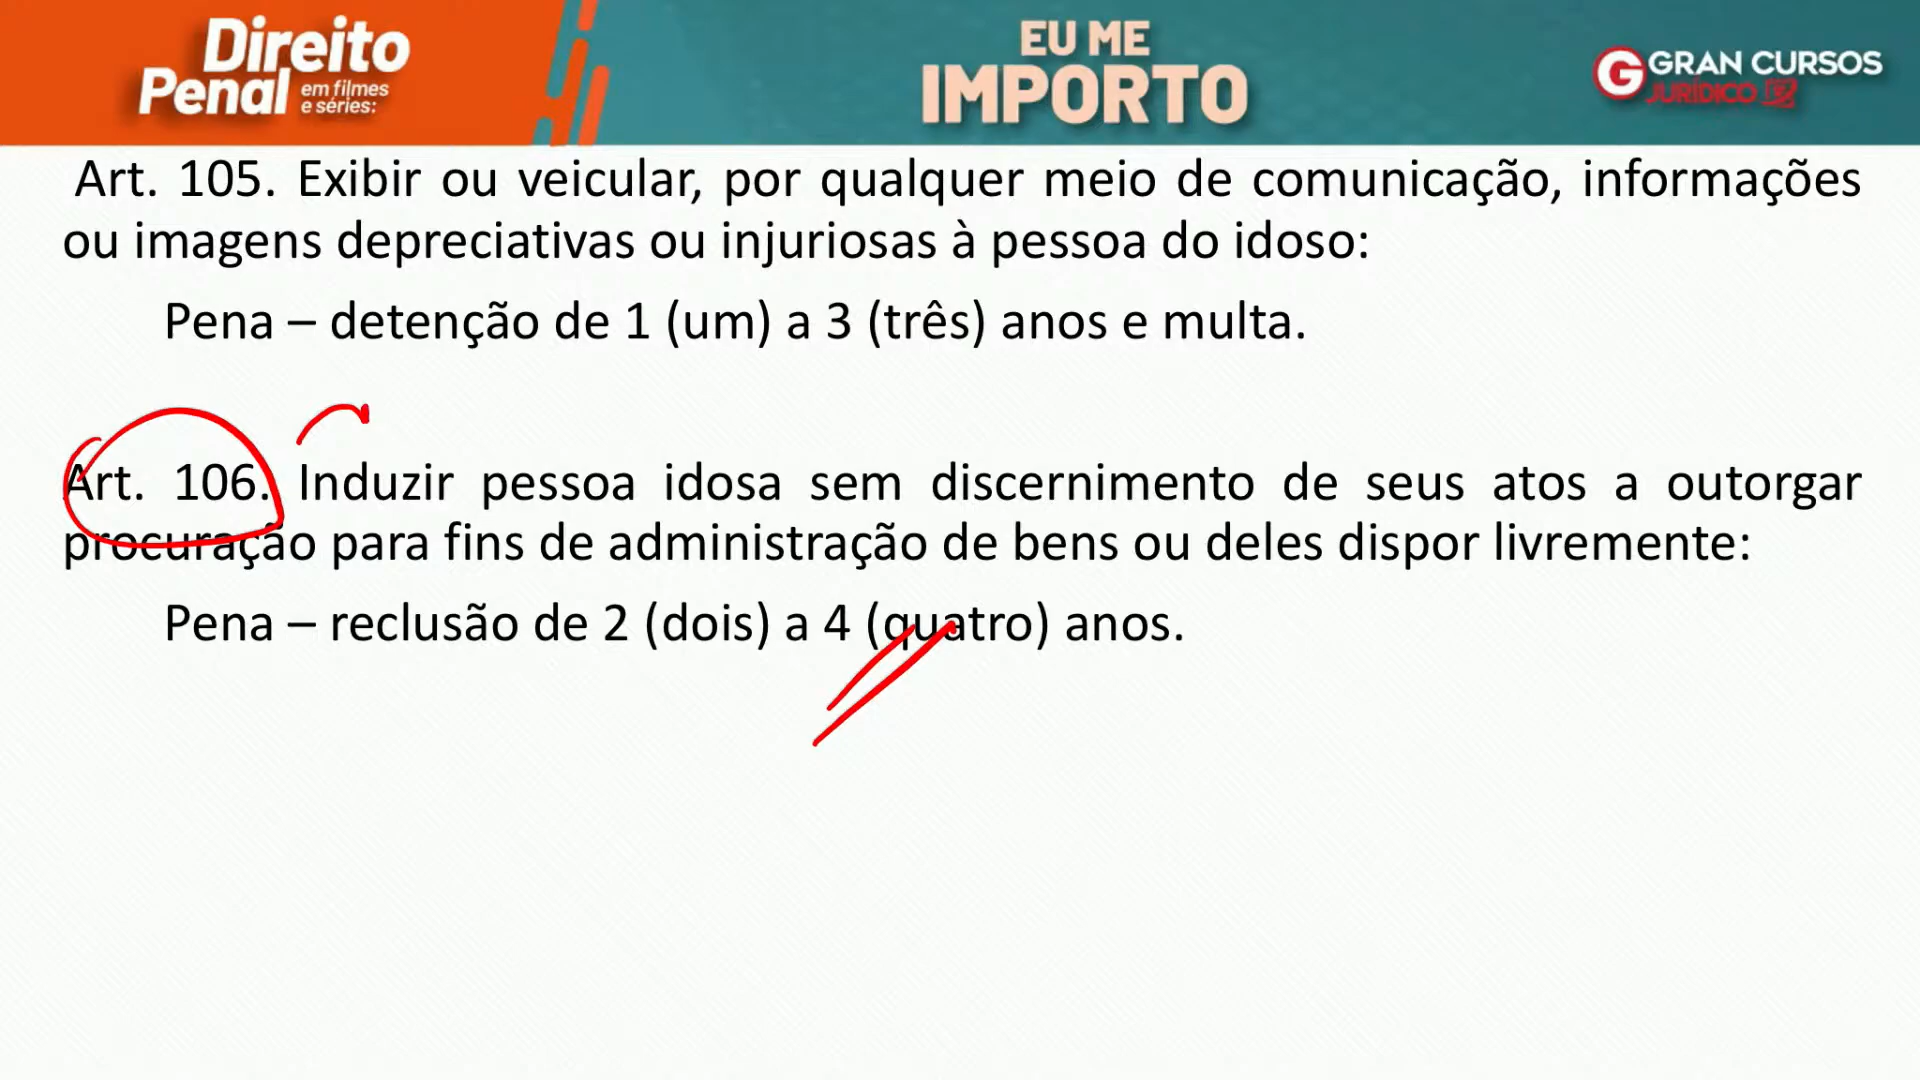 Direito
Penal em filmes
e séries:
EU ME
IMPORTO
G GRAN CURSOS
JURÍDICO
Art. 105. Exibir ou veicular, por qualquer meio de comunicação, informações
ou imagens depreciativas ou injuriosas à pessoa do idoso:
Pena – detenção de 1 (um) a 3 (três) anos e multa.
Art. 106. Induzir pessoa idosa sem discernimento de seus atos a outorgar
procuração para fins de administração de bens ou deles dispor livremente:
Pena – reclusão de 2 (dois) a 4 (quatro) anos.